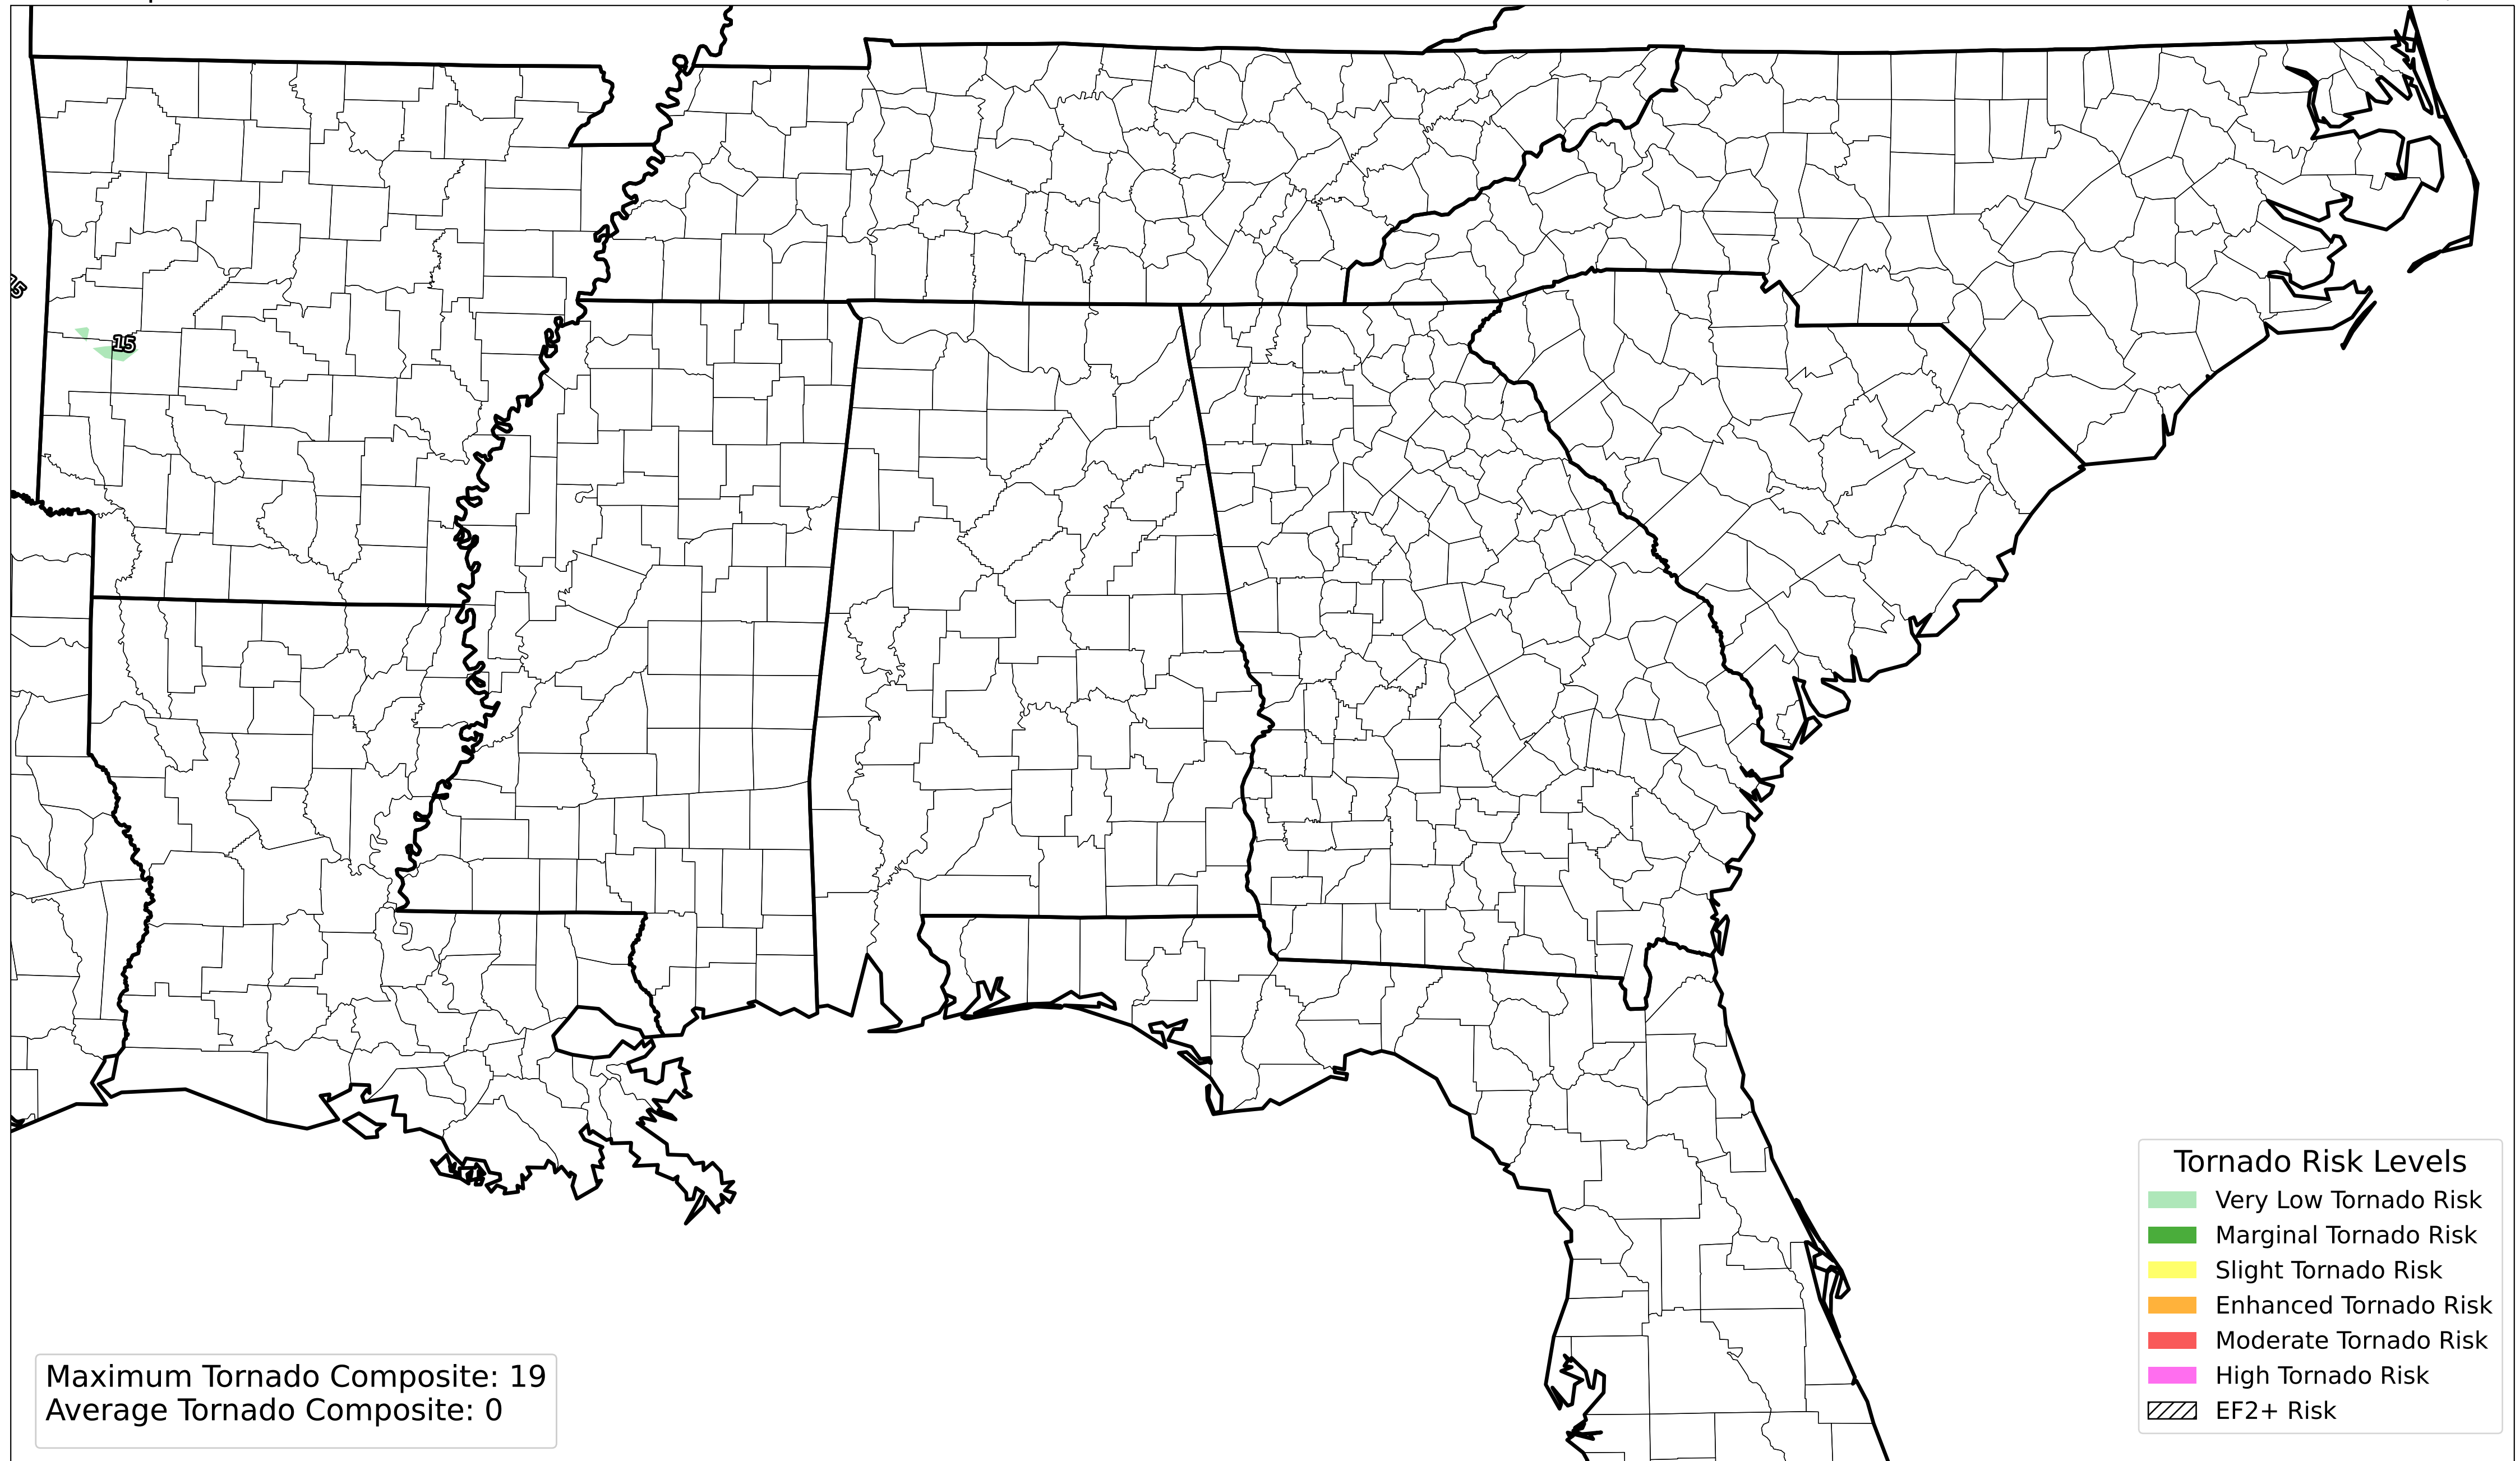 15
15
Tornado Risk Levels
Very Low Tornado Risk
Marginal Tornado Risk
Slight Tornado Risk
Enhanced Tornado Risk
Moderate Tornado Risk
High Tornado Risk
EF2+ Risk
Maximum Tornado Composite: 19
Average Tornado Composite: 0